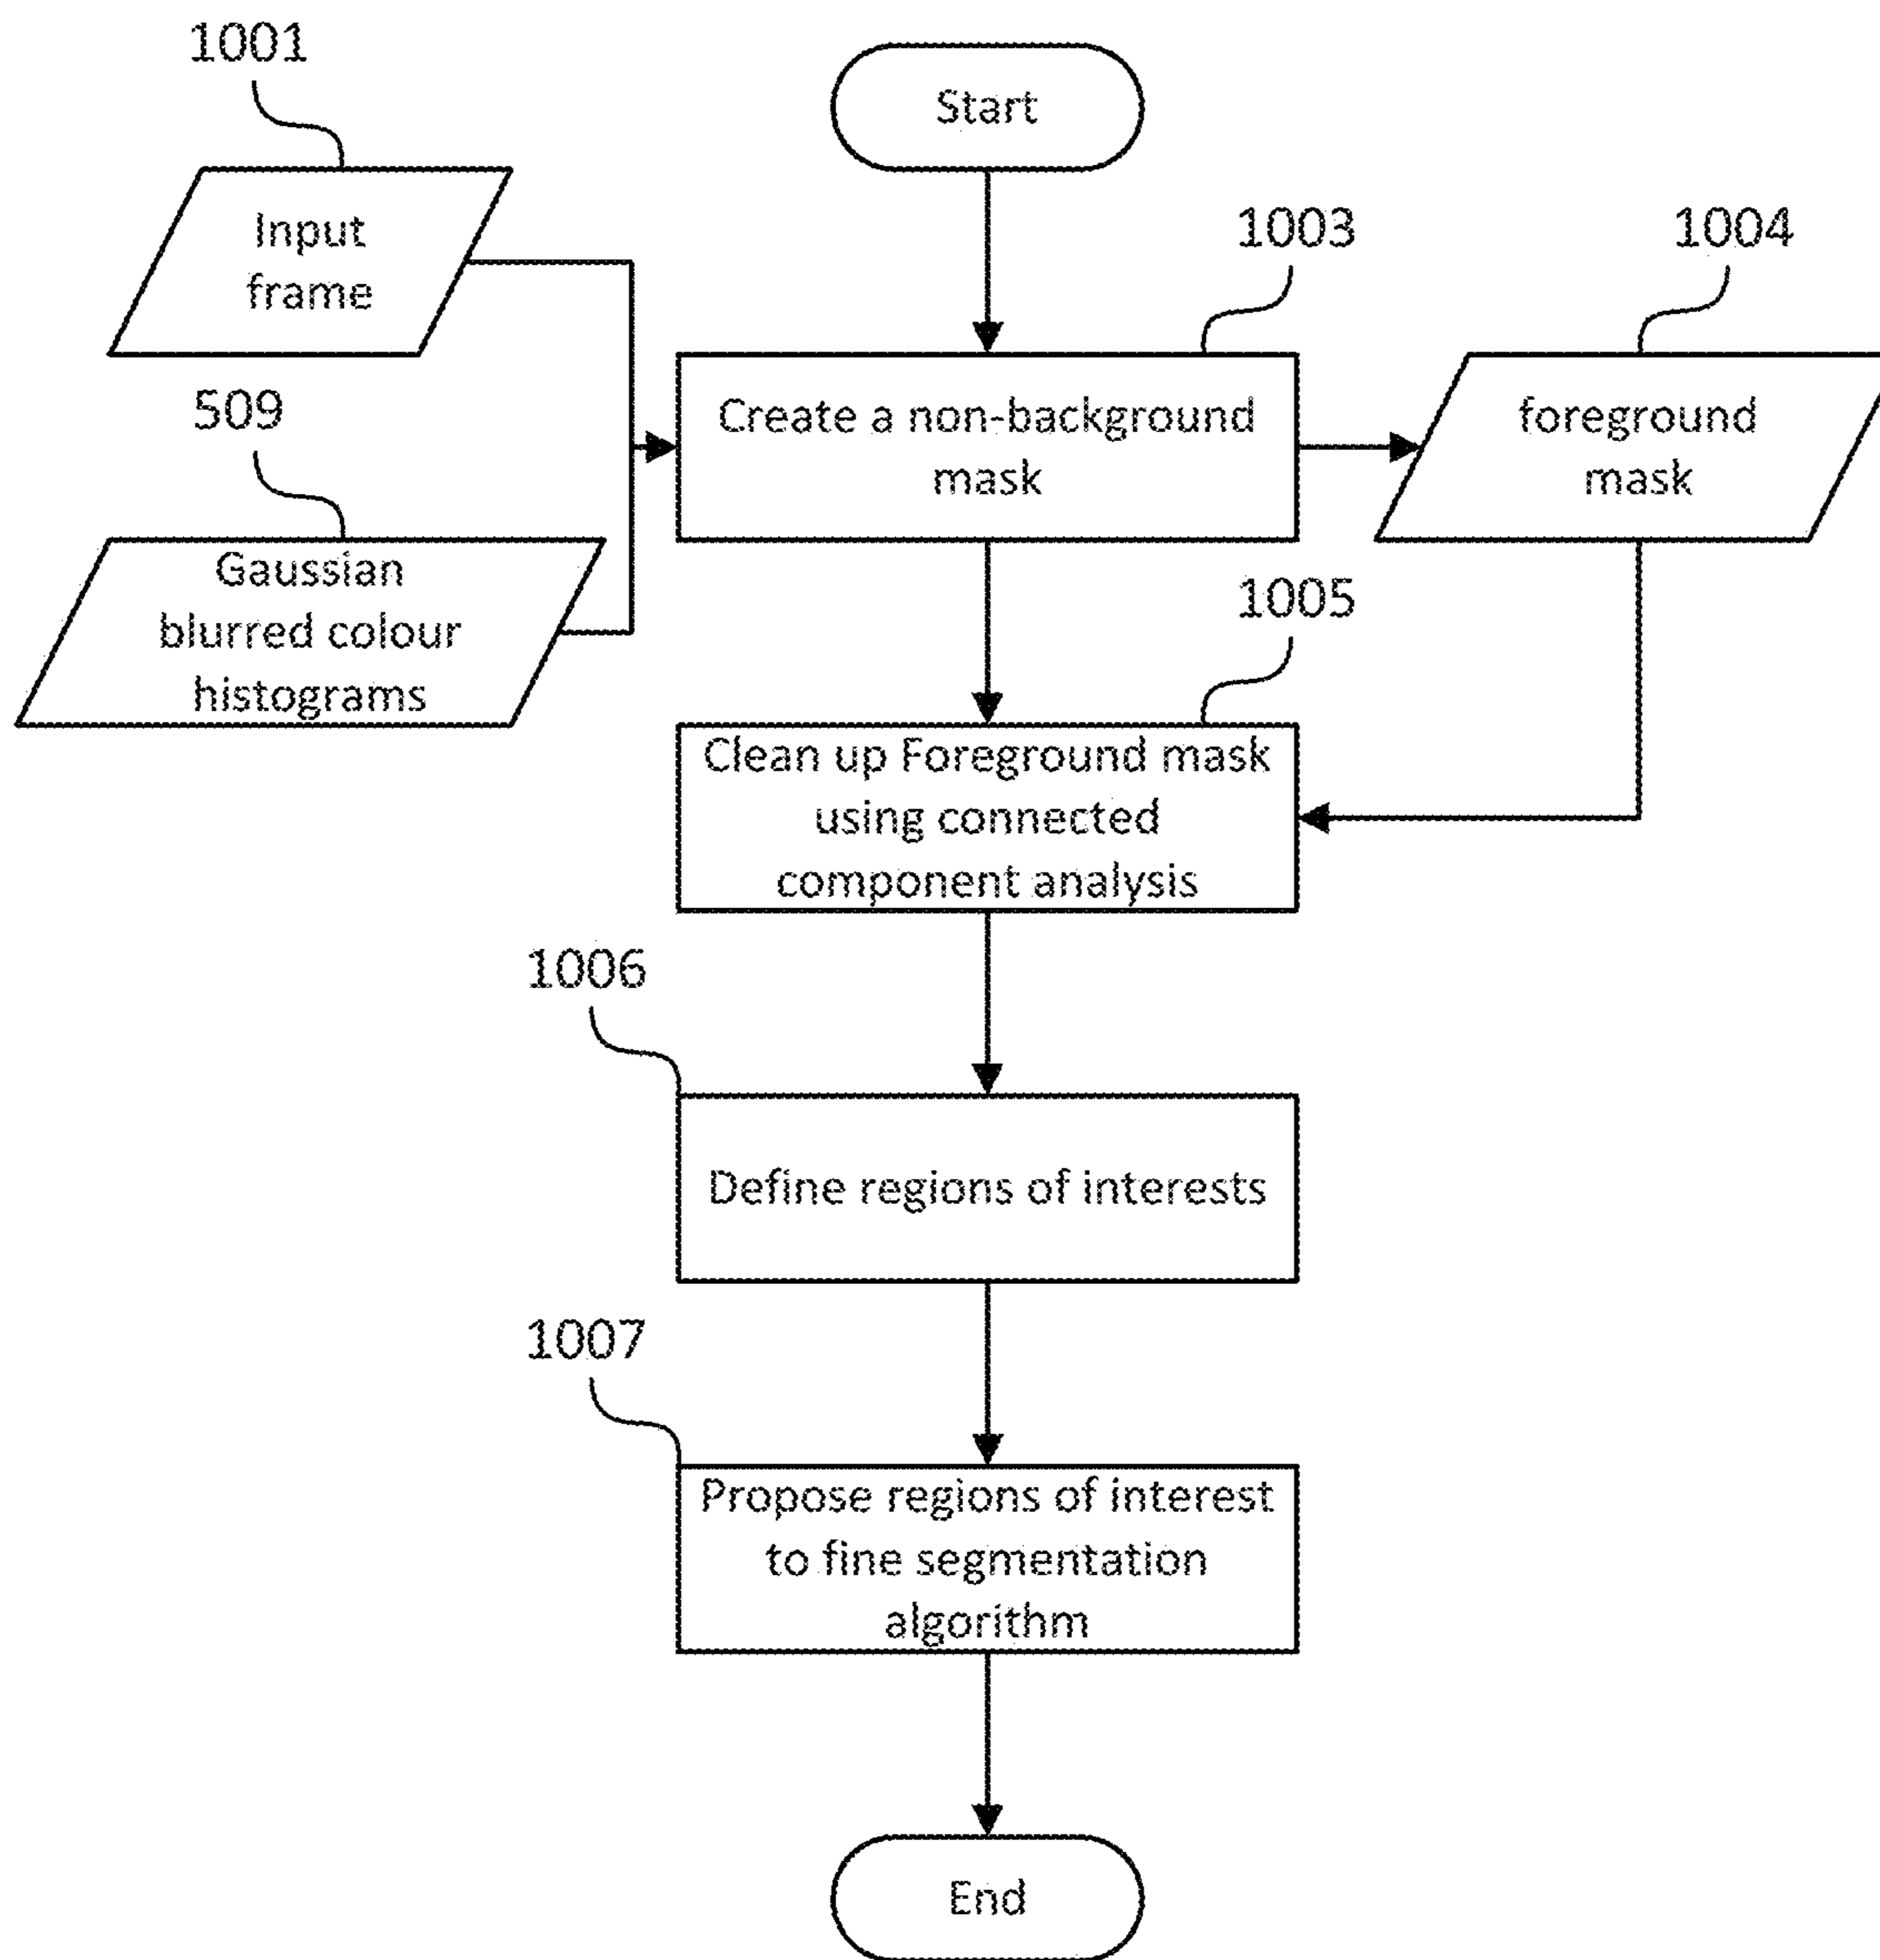 1001
Start
Input
frame
1003
1004
509
Create a non-background
mask
foreground
mask
Gaussian
blurred colour
histograms
1005
Clean up Foreground mask
using connected
component analysis
1006
Define regions of interests
1007
Propose regions of interest
to fine segmentation
algorithm
End